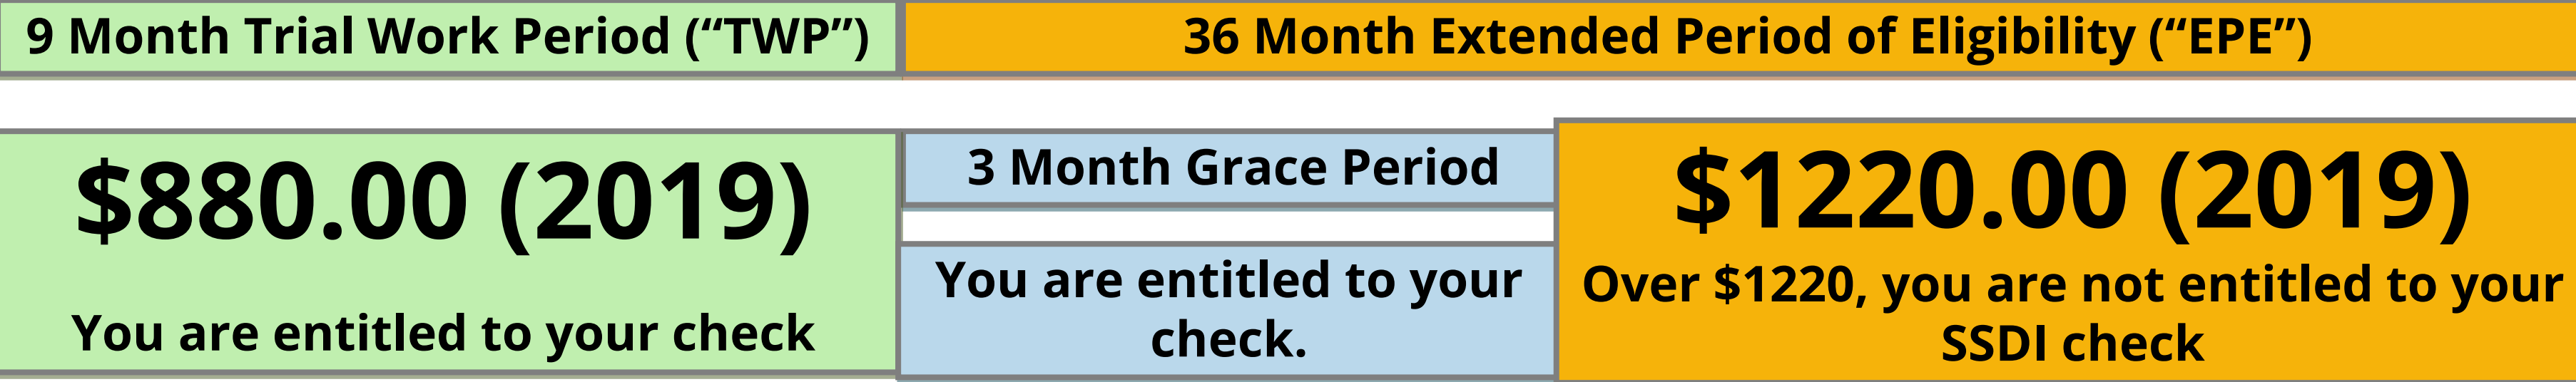 9 Month Trial Work Period (“TWP”)
36 Month Extended Period of Eligibility (“EPE”)
$880.00 (2019)
You are entitled to your check
3 Month Grace Period
You are entitled to your
check.
$1220.00 (2019)
Over $1220, you are not entitled to your
SSDI check